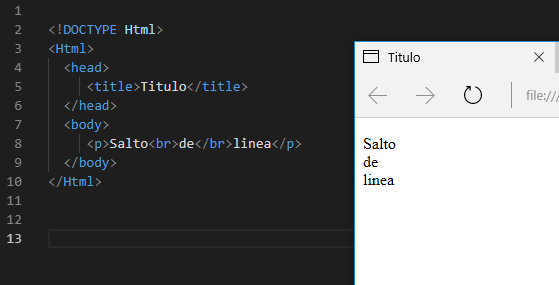 1
2 <!DOCTYPE Html>
3 <Html>
4 <head>
5 <title>Titulo</title>
6 </head>
7 <body>
8 <p>Salto<br>de</br>linea</p>
9 </body>
10 </Html>
11
12
13
Titulo
file:///
Salto
de
linea